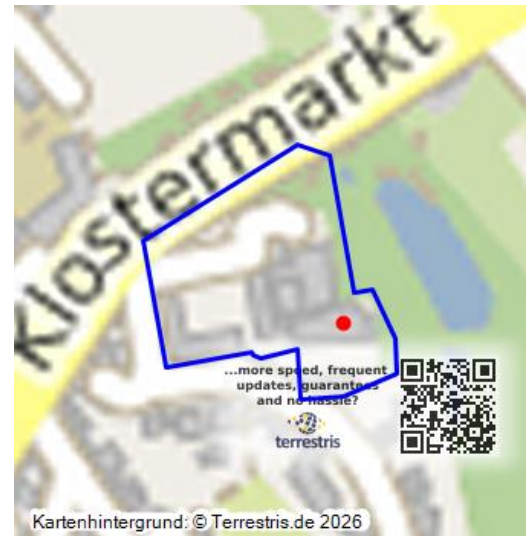 Klostermarkt
...more speed, frequent
updates, guarantees
and no hassle?
terrestris
Kartenhintergrund: © Terrestris.de 2026